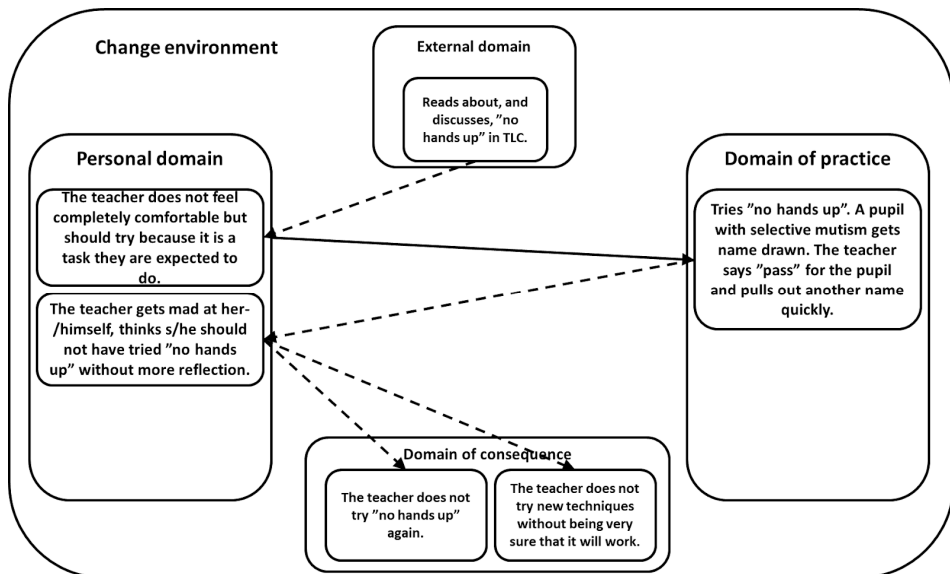 Change environment
External domain
Reads about, and
discusses, ”no
hands up” in TLC.
Personal domain
The teacher does not feel
completely comfortable but
should try because it is a
task they are expected to
do.
The teacher gets mad at her-
/himself, thinks s/he should
not have tried ”no hands
up” without more reflection.
Domain of practice
Tries ”no hands up”. A pupil
with selective mutism gets
name drawn. The teacher
says ”pass” for the pupil
and pulls out another name
quickly.
Domain of consequence
The teacher does not
try ”no hands up”
again.
The teacher does not
try new techniques
without being very
sure that it will work.